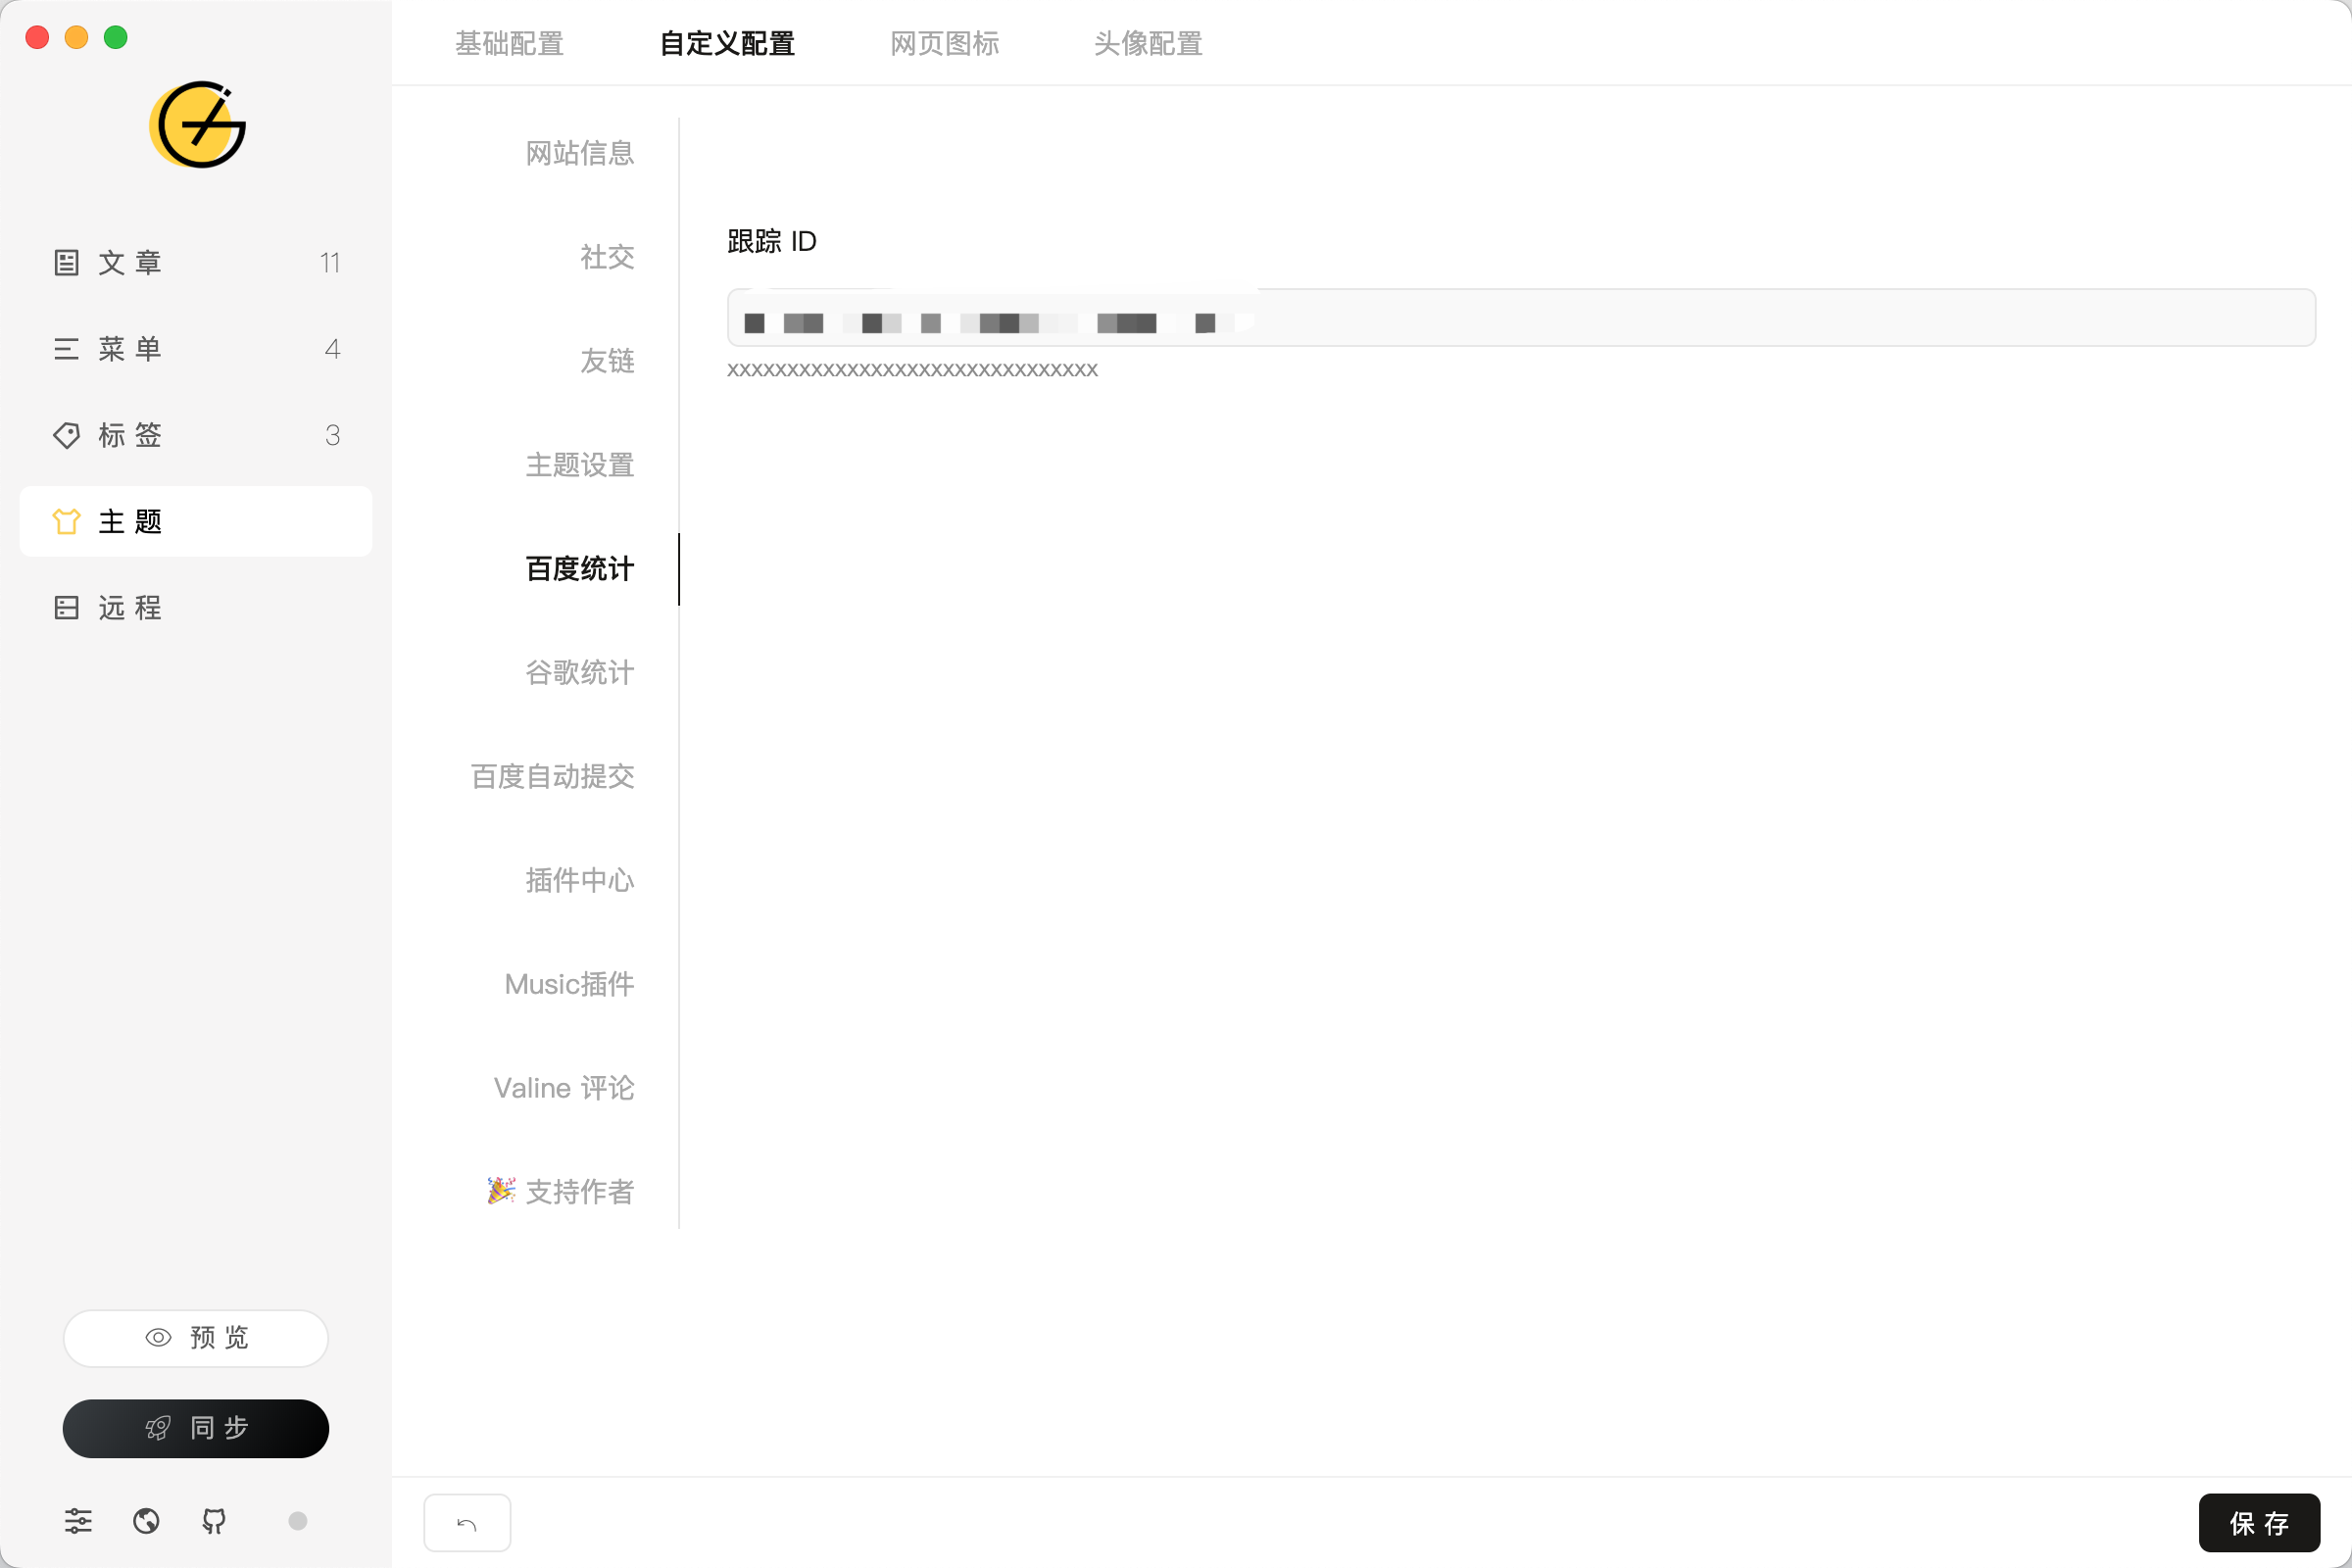 基础配置 自定义配置 网页图标 头像配置
文章 11
菜单 4
标签 3
主题
远程
预览
同步
网站信息
社交
友链
主题设置
百度统计
谷歌统计
百度自动提交
插件中心
Music插件
Valine 评论
🎉 支持作者
跟踪 ID
xxxxxxxxxxxxxxxxxxxxxxxxxxxxxxx
保存